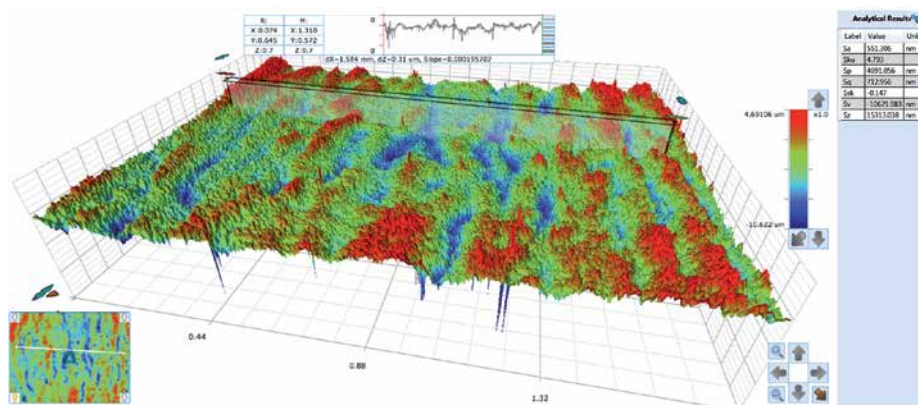 N: M:
X:0.074 X:1.310
Y:0.645 Y:0.572
Z:0.7 Z:0.7
0
0
dX=1.584 mm, dZ=0.31 um, Slope=0.000195707
Analytical Results
Label Value
Sa 551.306 nm
Sku 4.793
Sp 4691.056 nm
Sq 712.956 nm
Ssk -0.147
Sv nm
Sz 15313.038 nm
4.69106 um
x1.0
-10.622 um
0.44
0.88
1.32